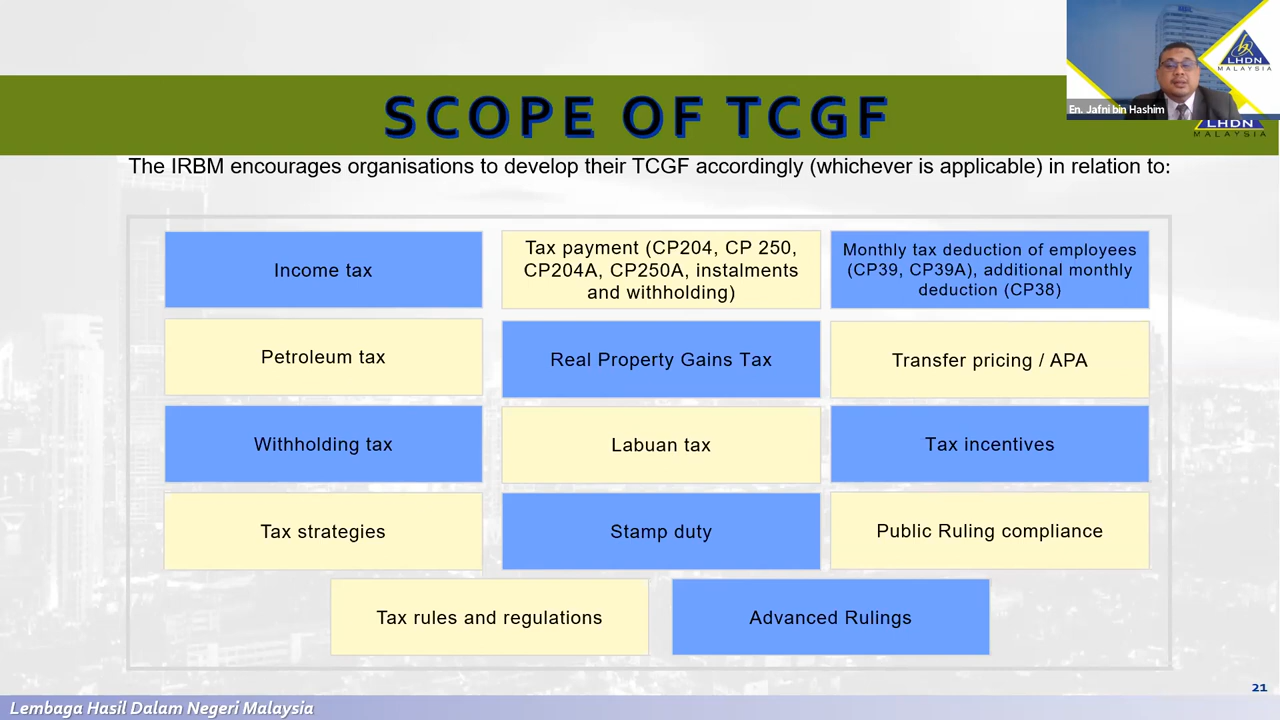 LHDN
MALAYSIA
En. Jafni bin Hashim
LHDN
MALAYSIA
SCOPE OF TCGF
The IRBM encourages organisations to develop their TCGF accordingly (whichever is applicable) in relation to:
Income tax
Tax payment (CP204, CP 250,
CP204A, CP250A, instalments
and withholding)
Monthly tax deduction of employees
(CP39, CP39A), additional monthly
deduction (CP38)
Petroleum tax
Real Property Gains Tax
Transfer pricing / APA
Withholding tax
Labuan tax
Tax incentives
Tax strategies
Stamp duty
Public Ruling compliance
Tax rules and regulations
Advanced Rulings
21
Lembaga Hasil Dalam Negeri Malaysia